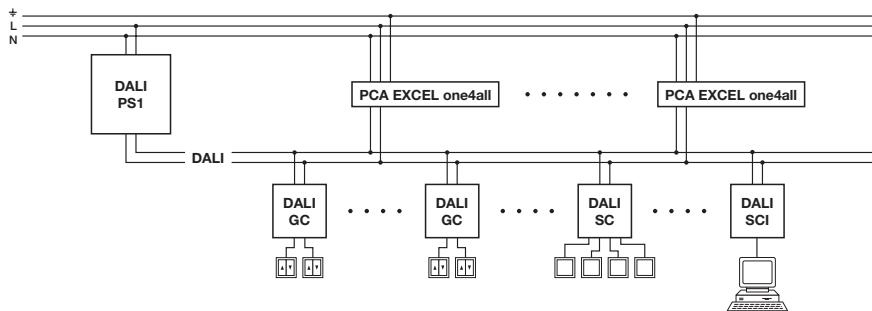 ⏚
L
N
DALI
PS1
PCA EXCEL one4all
PCA EXCEL one4all
DALI
DALI
GC
DALI
GC
DALI
SC
DALI
SCI